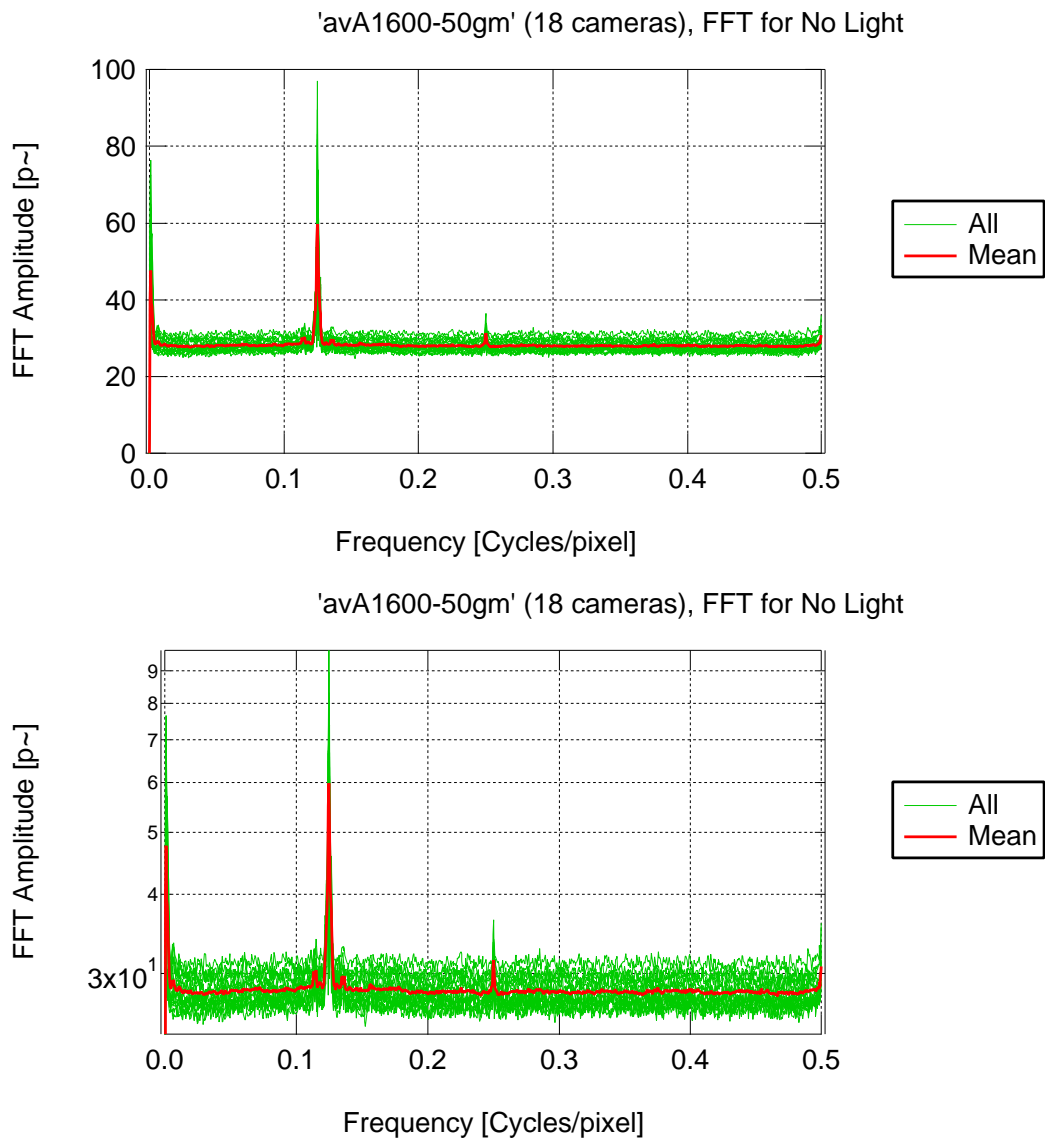 'avA1600-50gm' (18 cameras), FFT for No Light
FFT Amplitude [p~]
100
80
60
40
20
0
0.0 0.1 0.2 0.3 0.4 0.5
Frequency [Cycles/pixel]
All
Mean
'avA1600-50gm' (18 cameras), FFT for No Light
FFT Amplitude [p~]
9
8
7
6
5
4
3x10^1
0.0 0.1 0.2 0.3 0.4 0.5
Frequency [Cycles/pixel]
All
Mean